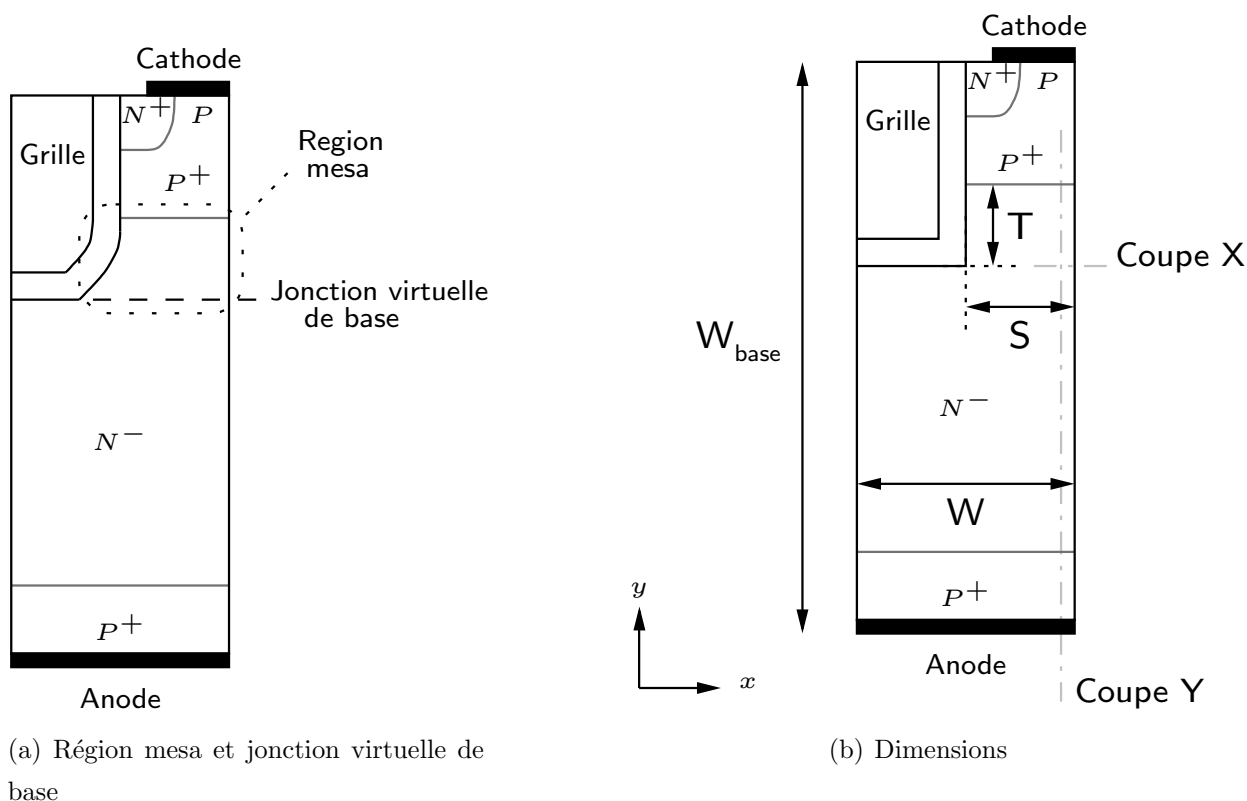 Cathode
N+ P
Grille
P+
Region
mesa
Jonction virtuelle
de base
N−
P+
Anode
(a) Région mesa et jonction virtuelle de
base
Cathode
N+ P
Grille
P+
T
Coupe X
S
Wbase
N−
W
P+
y
x
Anode
Coupe Y
(b) Dimensions